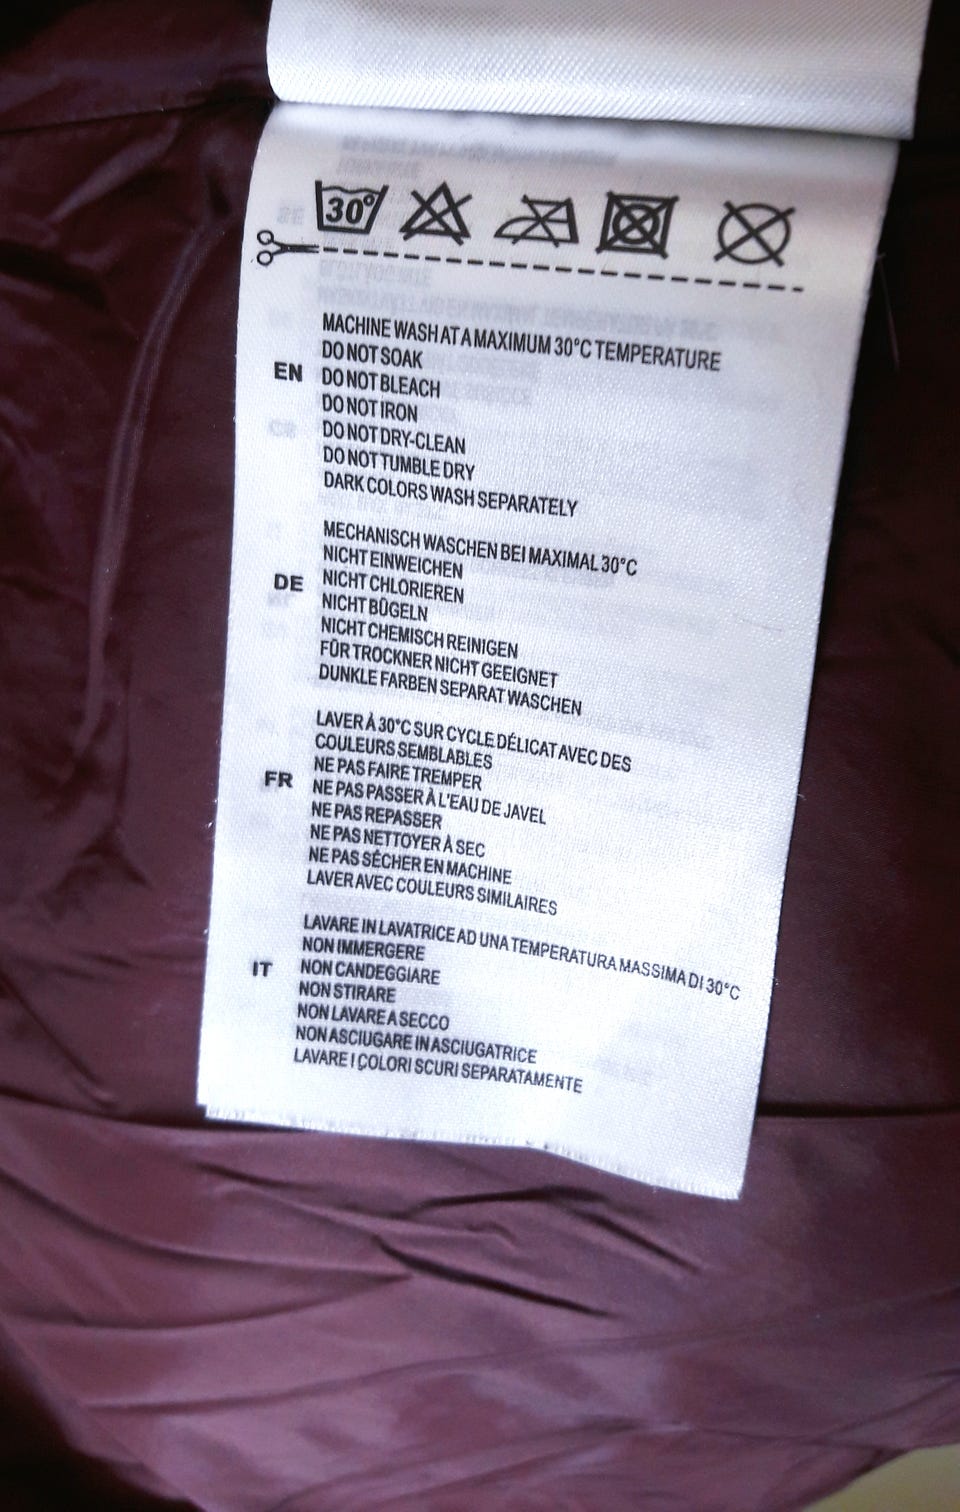 30°
MACHINE WASH AT A MAXIMUM 30°C TEMPERATURE
DO NOT SOAK
EN DO NOT BLEACH
DO NOT IRON
DO NOT DRY-CLEAN
DO NOT TUMBLE DRY
DARK COLORS WASH SEPARATELY
MECHANISCH WASCHEN BEI MAXIMAL 30°C
NICHT EINWEICHEN
DE NICHT CHLORIEREN
NICHT BÜGELN
NICHT CHEMISCH REINIGEN
FÜR TROCKNER NICHT GEEIGNET
DUNKLE FARBEN SEPARAT WASCHEN
LAVER À 30°C SUR CYCLE DÉLICAT AVEC DES
COULEURS SEMBLABLES
FR NE PAS FAIRE TREMPER
NE PAS PASSER À L'EAU DE JAVEL
NE PAS REPASSER
NE PAS NETTOYER À SEC
NE PAS SÉCHER EN MACHINE
LAVER AVEC COULEURS SIMILAIRES
LAVARE IN LAVATRICE AD UNA TEMPERATURA MASSIMA DI 30°C
NON IMMERGERE
IT NON CANDEGGIARE
NON STIRARE
NON LAVARE A SECCO
NON ASCIUGARE IN ASCIUGATRICE
LAVARE I COLORI SCURI SEPARATAMENTE